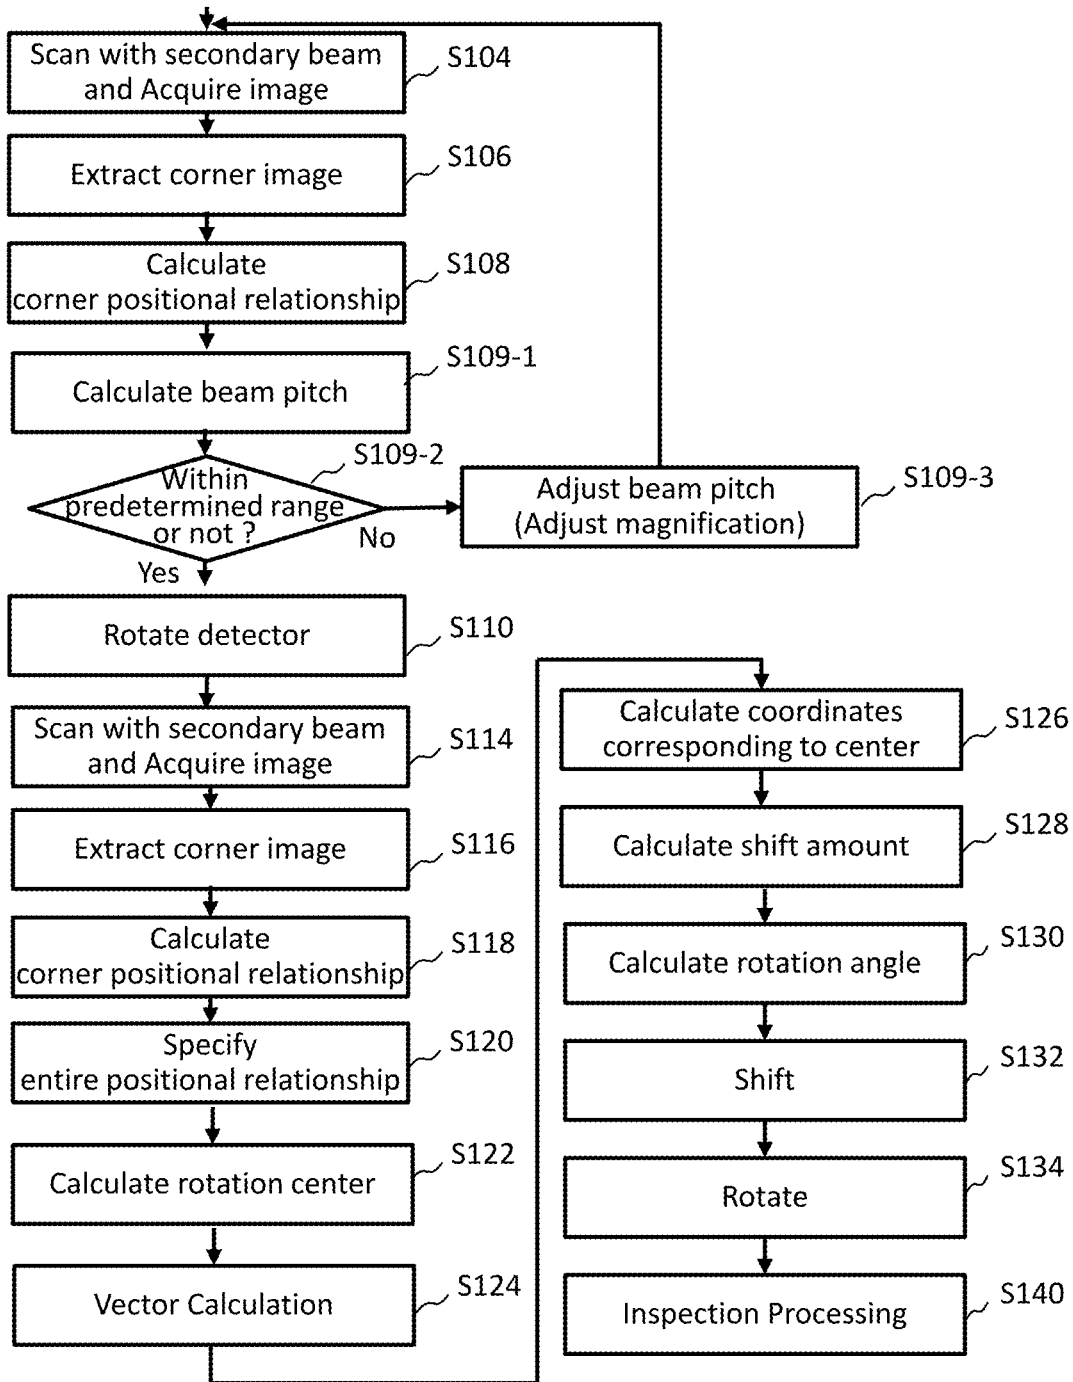 Scan with secondary beam
and Acquire image
S104
Extract corner image
S106
Calculate
corner positional relationship
S108
Calculate beam pitch
S109-1
Within
predetermined range
or not ?
S109-2
No
Yes
Adjust beam pitch
(Adjust magnification)
S109-3
Rotate detector
S110
Scan with secondary beam
and Acquire image
S114
Extract corner image
S116
Calculate
corner positional relationship
S118
Specify
entire positional relationship
S120
Calculate rotation center
S122
Vector Calculation
S124
Calculate coordinates
corresponding to center
S126
Calculate shift amount
S128
Calculate rotation angle
S130
Shift
S132
Rotate
S134
Inspection Processing
S140